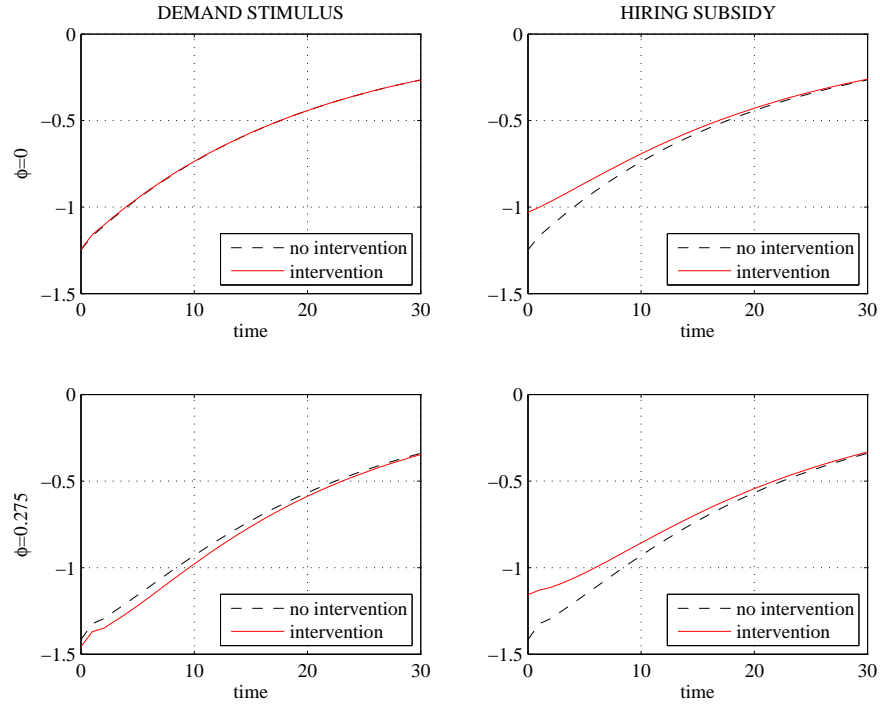 DEMAND STIMULUS
0
−0.5
−1
−1.5
ϕ=0
0
10
20
30
time
no intervention
intervention
HIRING SUBSIDY
0
−0.5
−1
−1.5
0
10
20
30
time
no intervention
intervention
0
−0.5
−1
−1.5
ϕ=0.275
0
10
20
30
time
no intervention
intervention
0
−0.5
−1
−1.5
0
10
20
30
time
no intervention
intervention